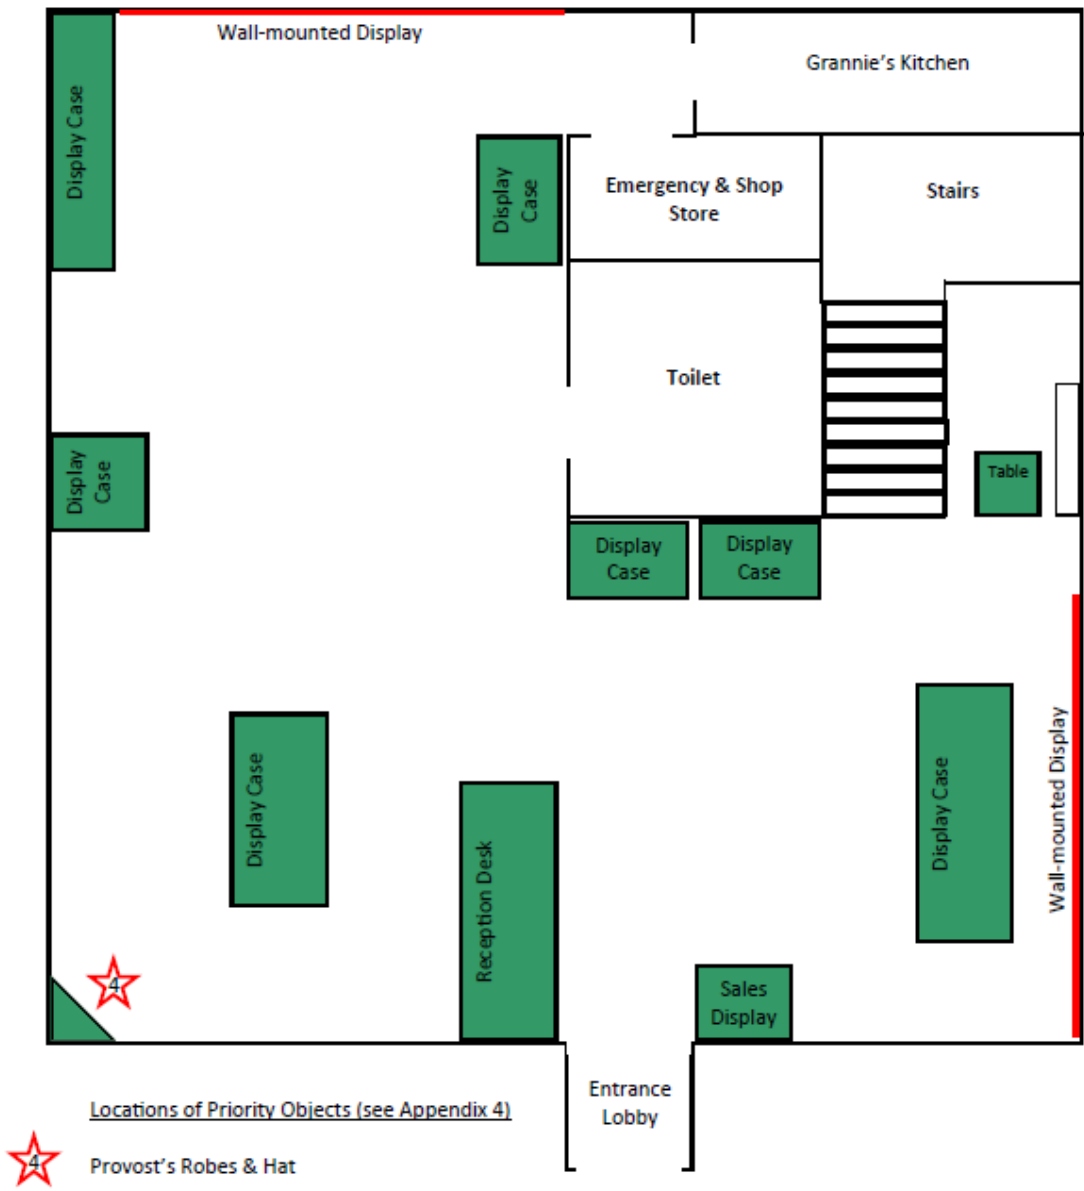 Wall-mounted Display
Grannie's Kitchen
Display Case
Display
Case
Emergency & Shop
Store
Stairs
Toilet
Display
Case
Table
Display
Case
Display
Case
Display Case
Display Case
Wall-mounted Display
Reception Desk
4
Sales
Display
Entrance
Lobby
Locations of Priority Objects (see Appendix 4)
4
Provost's Robes & Hat